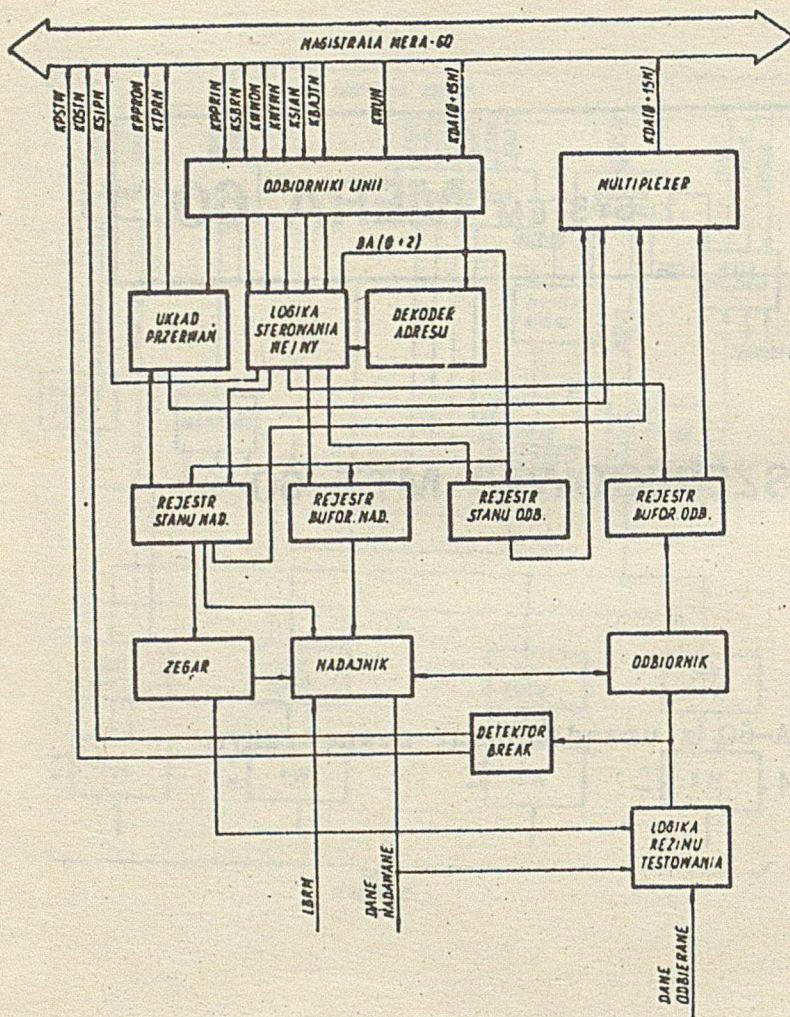 MAGISTRALA MERA-60
KPSTN
KOSIN
KSIPN
KPPRON
KTPRN
KPPRIN
KSBRN
KWWDN
KWYRN
KSIAN
KBAJTN
KWUN
KDA(0÷15N)
KDA(0÷15N)
ODBIORNIKI LINII
MULTIPLEXER
DA(0÷2)
UKŁAD
PRZERWAŃ
LOGIKA
STEROWANIA
WE/WY
DEKODER
ADRESU
REJESTR
STANU NAD.
REJESTR
BUFOR. NAD.
REJESTR
STANU ODB.
REJESTR
BUFOR. ODB.
ZEGAR
NADAJNIK
ODBIORNIK
DETEKTOR
BREAK
LOGIKA
REŻIMU
TESTOWANIA
LBRN
DANE
NADAWANE
DANE
ODBIERANE